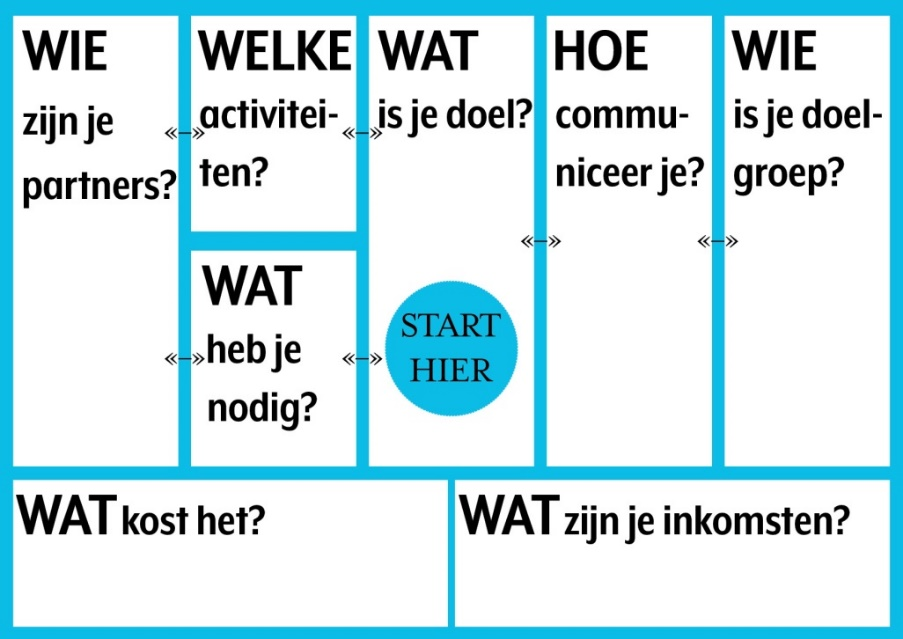 WIE
zijn je
partners?
WELKE
activitei-
ten?
WAT
heb je
nodig?
WAT
is je doel?
START
HIER
HOE
commu-
niceer je?
WIE
is je doel-
groep?
WAT kost het?
WAT zijn je inkomsten?